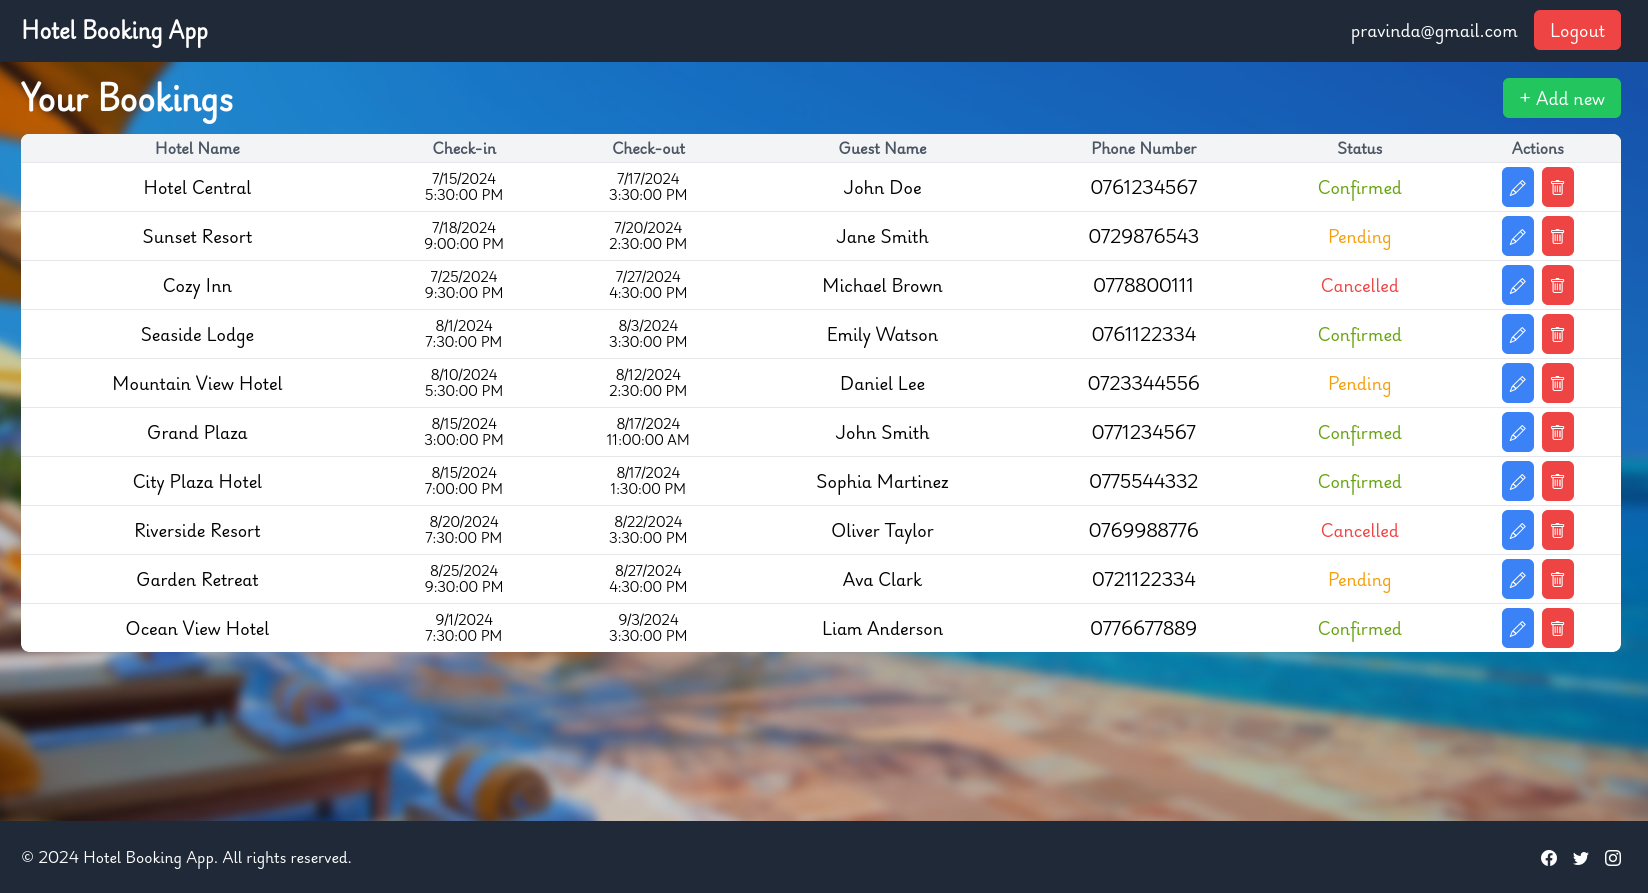 Hotel Booking App
pravinda@gmail.com Logout
Your Bookings
+ Add new
Hotel Name Check-in Check-out Guest Name Phone Number Status Actions
Hotel Central 7/15/2024 5:30:00 PM 7/17/2024 3:30:00 PM John Doe 0761234567 Confirmed
Sunset Resort 7/18/2024 9:00:00 PM 7/20/2024 2:30:00 PM Jane Smith 0729876543 Pending
Cozy Inn 7/25/2024 9:30:00 PM 7/27/2024 4:30:00 PM Michael Brown 0778800111 Cancelled
Seaside Lodge 8/1/2024 7:30:00 PM 8/3/2024 3:30:00 PM Emily Watson 0761122334 Confirmed
Mountain View Hotel 8/10/2024 5:30:00 PM 8/12/2024 2:30:00 PM Daniel Lee 0723344556 Pending
Grand Plaza 8/15/2024 3:00:00 PM 8/17/2024 11:00:00 AM John Smith 0771234567 Confirmed
City Plaza Hotel 8/15/2024 7:00:00 PM 8/17/2024 1:30:00 PM Sophia Martinez 0775544332 Confirmed
Riverside Resort 8/20/2024 7:30:00 PM 8/22/2024 3:30:00 PM Oliver Taylor 0769988776 Cancelled
Garden Retreat 8/25/2024 9:30:00 PM 8/27/2024 4:30:00 PM Ava Clark 0721122334 Pending
Ocean View Hotel 9/1/2024 7:30:00 PM 9/3/2024 3:30:00 PM Liam Anderson 0776677889 Confirmed
© 2024 Hotel Booking App. All rights reserved.